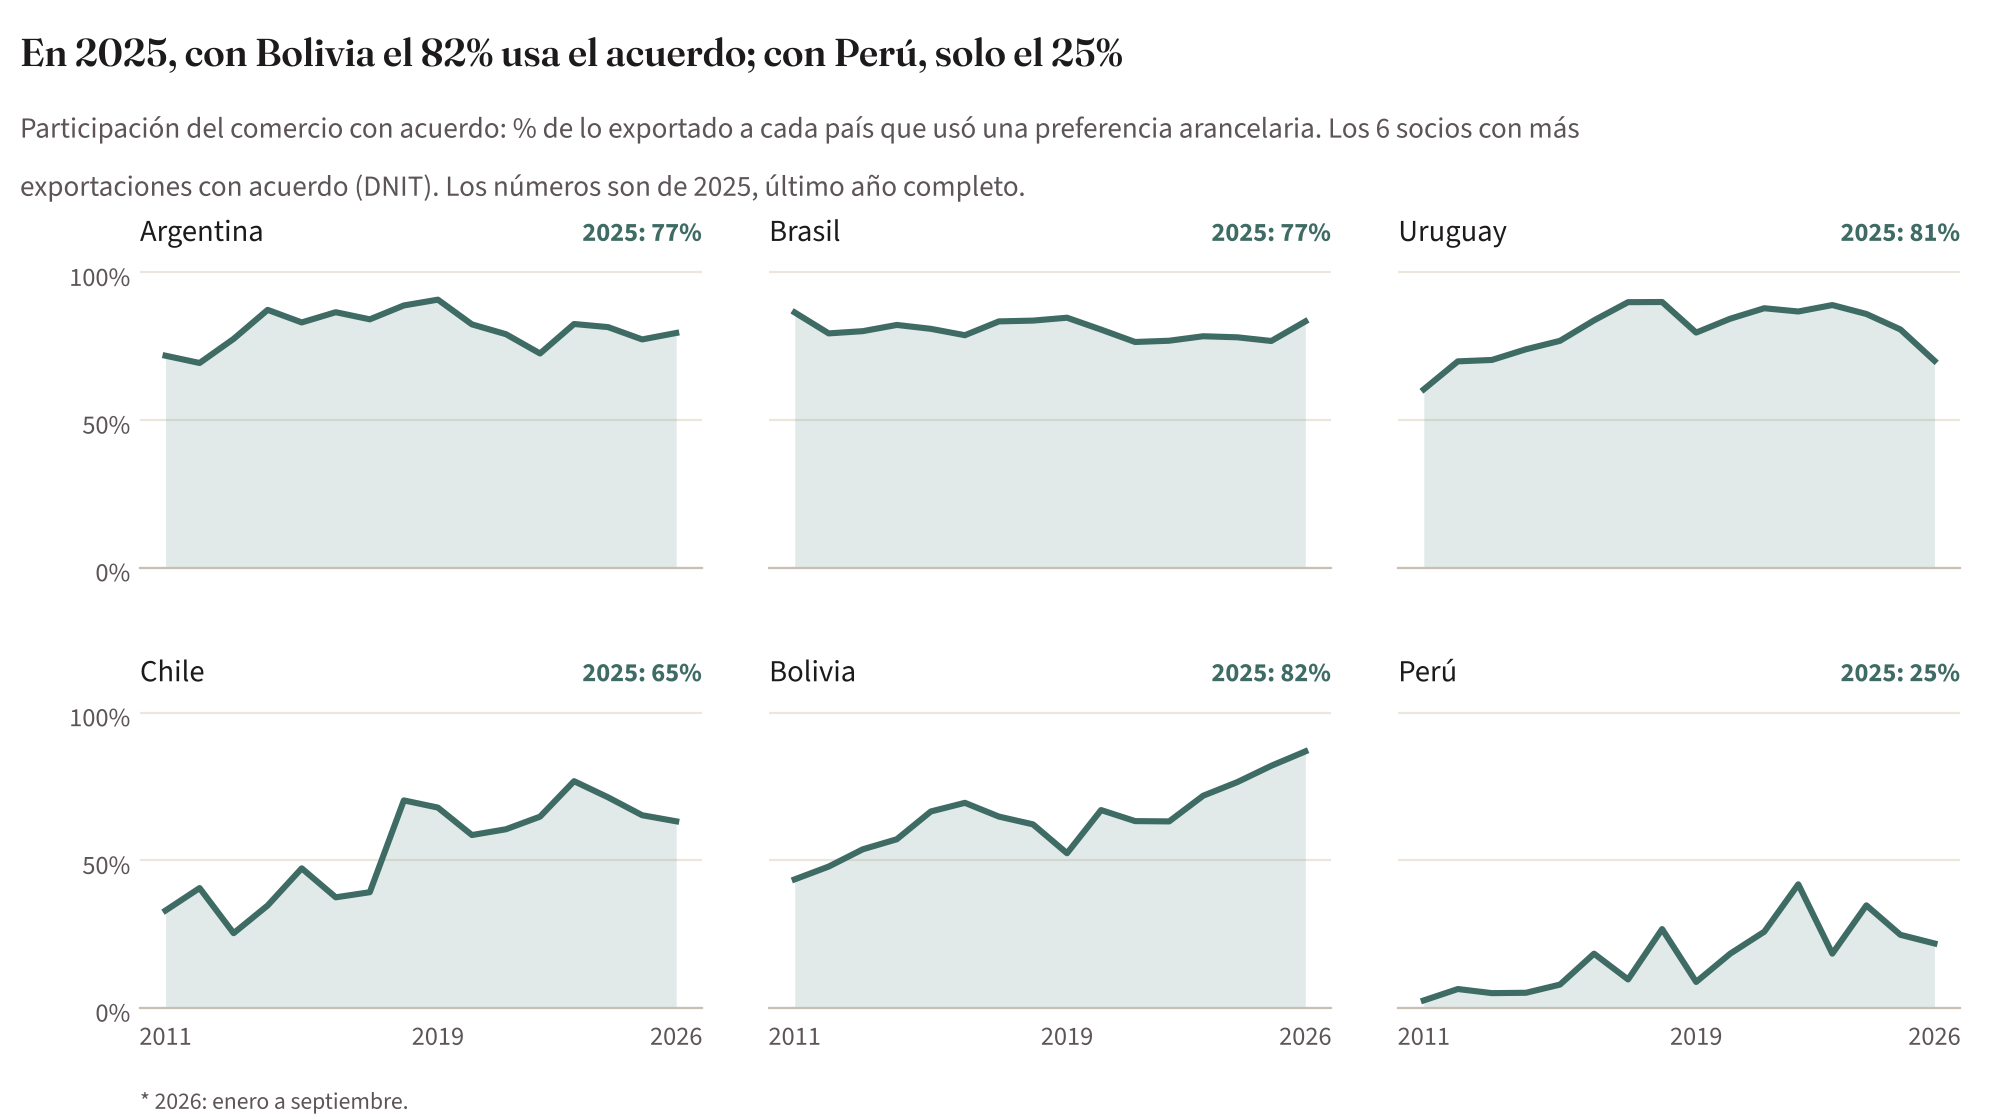 En 2025, con Bolivia el 82% usa el acuerdo; con Perú, solo el 25%
Participación del comercio con acuerdo: % de lo exportado a cada país que usó una preferencia arancelaria. Los 6 socios con más
exportaciones con acuerdo (DNIT). Los números son de 2025, último año completo.
Argentina 2025: 77%
Brasil 2025: 77%
Uruguay 2025: 81%
100%
50%
0%
Chile 2025: 65%
Bolivia 2025: 82%
Perú 2025: 25%
100%
50%
0%
2011 2019 2026
2011 2019 2026
2011 2019 2026
* 2026: enero a septiembre.